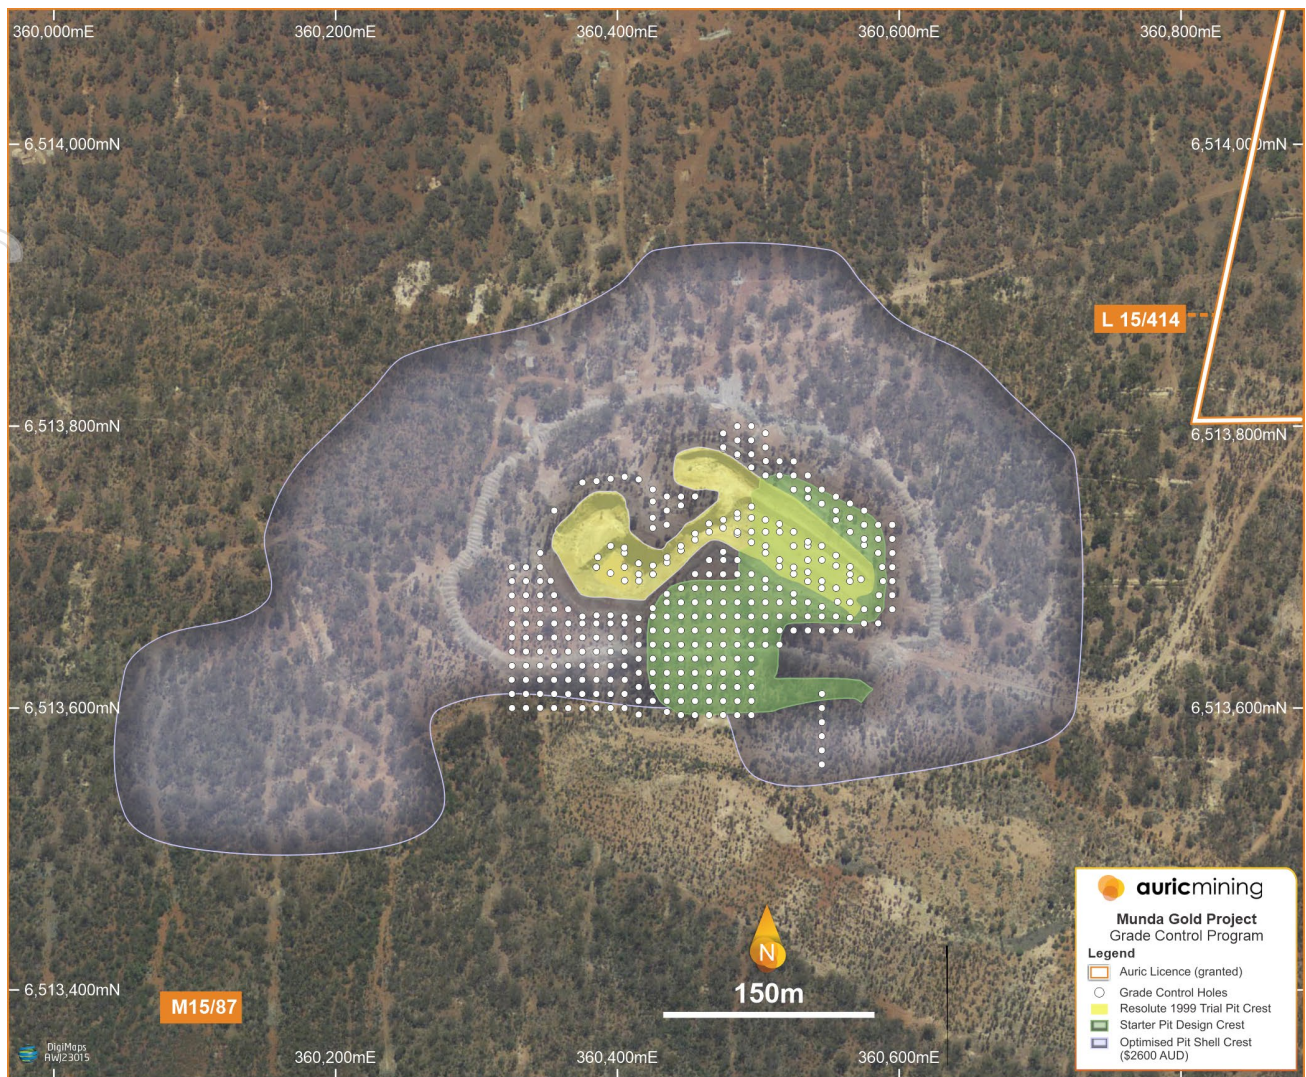 360,000mE 360,200mE 360,400mE 360,600mE 360,800mE
6,514,000mN 6,514,000mN
L 15/414
6,513,800mN 6,513,800mN
6,513,600mN 6,513,600mN
6,513,400mN
M15/87
N
150m
auricmining
Munda Gold Project
Grade Control Program
Legend
Auric Licence (granted)
Grade Control Holes
Resolute 1999 Trial Pit Crest
Starter Pit Design Crest
Optimised Pit Shell Crest
($2600 AUD)
DigiMaps
AWJ23015
360,200mE 360,400mE 360,600mE